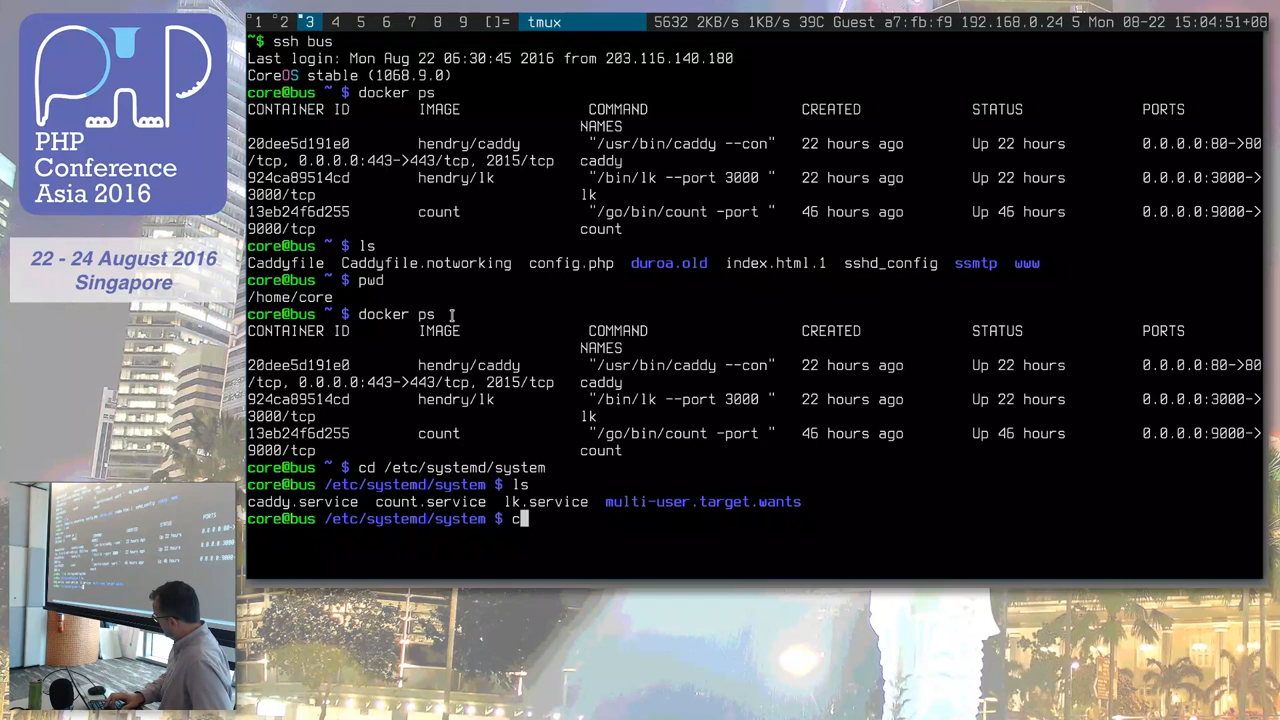 PHP
Conference
Asia 2016
22 - 24 August 2016
Singapore
1 2 3 4 5 6 7 8 9 []= tmux 5632 2KB/s 1KB/s 39C Guest a7:fb:f9 192.168.0.24 5 Mon 08-22 15:04:51+08
~$ ssh bus
Last login: Mon Aug 22 06:30:45 2016 from 203.116.140.180
CoreOS stable (1068.9.0)
core@bus ~ $ docker ps
CONTAINER ID IMAGE COMMAND CREATED STATUS PORTS
NAMES
20dee5d191e0 hendry/caddy "/usr/bin/caddy --con" 22 hours ago Up 22 hours 0.0.0.0:80->80
/tcp, 0.0.0.0:443->443/tcp, 2015/tcp caddy
924ca89514cd hendry/lk "/bin/lk --port 3000 " 22 hours ago Up 22 hours 0.0.0.0:3000->
3000/tcp lk
13eb24f6d255 count "/go/bin/count -port " 46 hours ago Up 46 hours 0.0.0.0:9000->
9000/tcp count
core@bus ~ $ ls
Caddyfile Caddyfile.notworking config.php duroa.old index.html.1 sshd_config ssmtp www
core@bus ~ $ pwd
/home/core
core@bus ~ $ docker ps
CONTAINER ID IMAGE COMMAND CREATED STATUS PORTS
NAMES
20dee5d191e0 hendry/caddy "/usr/bin/caddy --con" 22 hours ago Up 22 hours 0.0.0.0:80->80
/tcp, 0.0.0.0:443->443/tcp, 2015/tcp caddy
924ca89514cd hendry/lk "/bin/lk --port 3000 " 22 hours ago Up 22 hours 0.0.0.0:3000->
3000/tcp lk
13eb24f6d255 count "/go/bin/count -port " 46 hours ago Up 46 hours 0.0.0.0:9000->
9000/tcp count
core@bus ~ $ cd /etc/systemd/system
core@bus /etc/systemd/system $ ls
caddy.service count.service lk.service multi-user.target.wants
core@bus /etc/systemd/system $ c